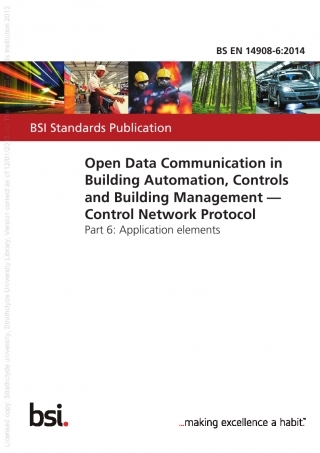 BS EN 14908-6:2014
BSI Standards Publication
Open Data Communication in
Building Automation, Controls
and Building Management —
Control Network Protocol
Part 6: Application elements
bsi.
...making excellence a habit.™